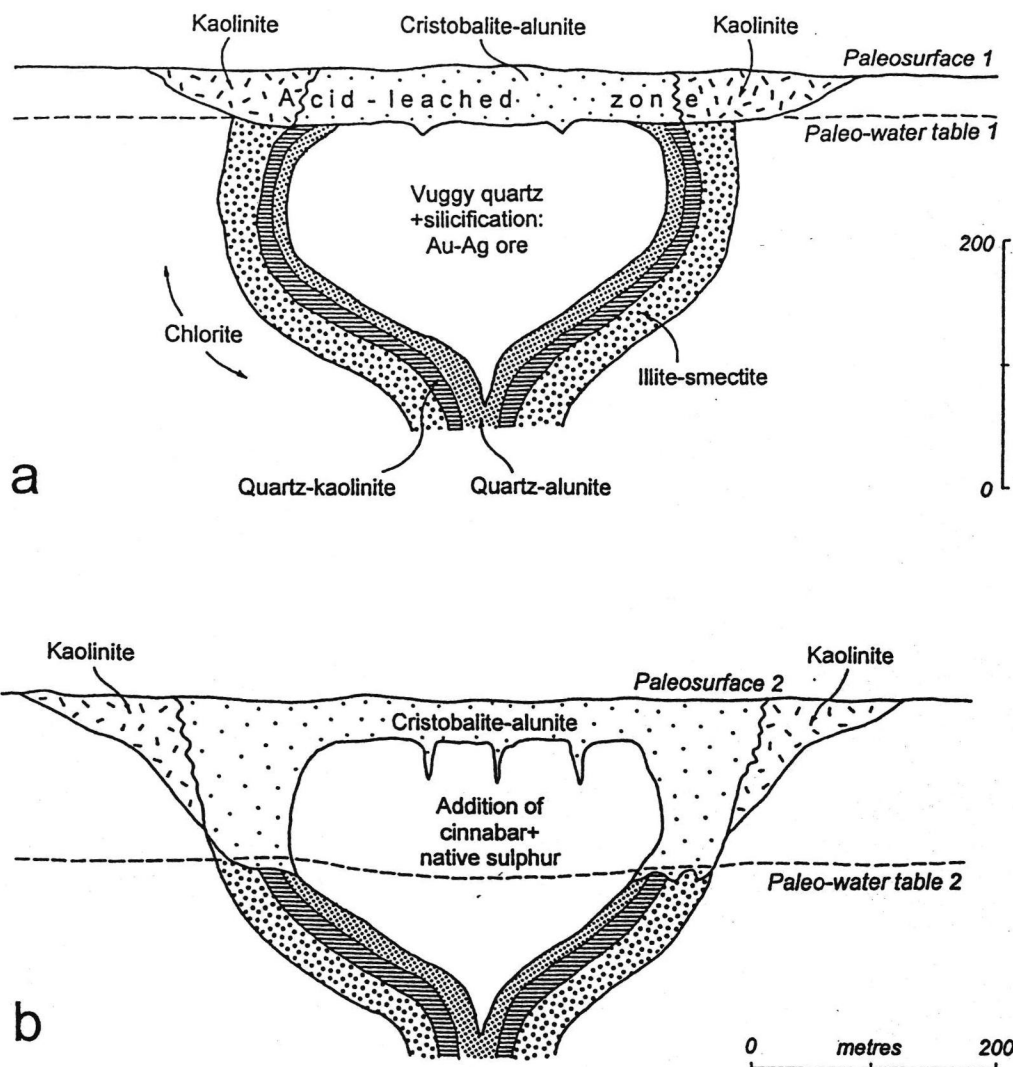 Kaolinite
Cristobalite-alunite
Kaolinite
Paleosurface 1
Acid-leached zone
Paleo-water table 1
Vuggy quartz
+silicification:
Au-Ag ore
200
Chlorite
Illite-smectite
a
Quartz-kaolinite
Quartz-alunite
0
Kaolinite
Kaolinite
Paleosurface 2
Cristobalite-alunite
Addition of
cinnabar+
native sulphur
Paleo-water table 2
b
0 metres 200